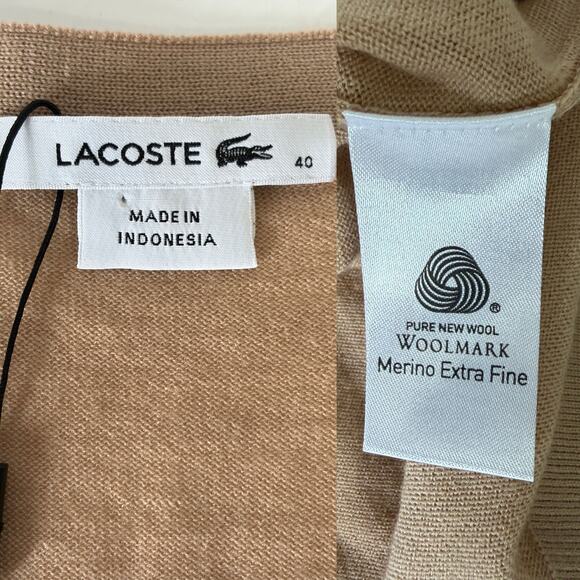 LACOSTE 40
MADE IN
INDONESIA
®
PURE NEW WOOL
WOOLMARK
Merino Extra Fine